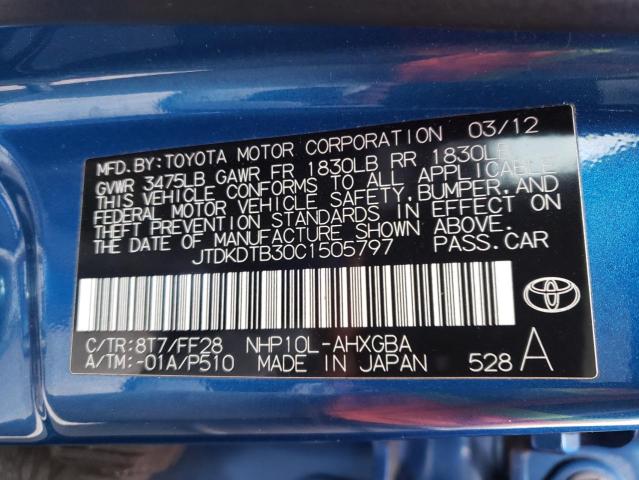 MFD. BY: TOYOTA MOTOR CORPORATION 03/12
GVWR 3475LB GAWR FR 1830LB RR 1830LB
THIS VEHICLE CONFORMS TO ALL APPLICABLE
FEDERAL MOTOR VEHICLE SAFETY, BUMPER, AND
THEFT PREVENTION STANDARDS IN EFFECT ON
THE DATE OF MANUFACTURE SHOWN ABOVE.
JTDKDTB30C1505797 PASS. CAR
C/TR: 8T7/FF28 NHP10L-AHXGBA
A/TM: -01A/P510 MADE IN JAPAN 528 A